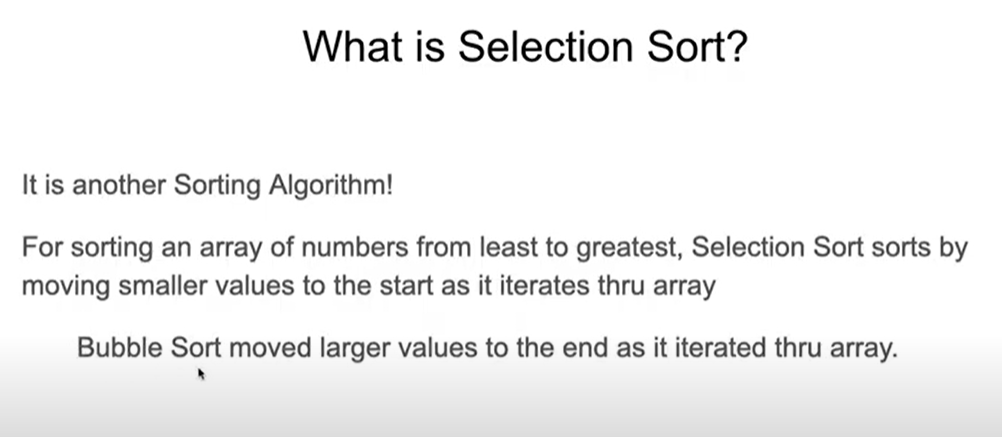 What is Selection Sort?
It is another Sorting Algorithm!
For sorting an array of numbers from least to greatest, Selection Sort sorts by
moving smaller values to the start as it iterates thru array
Bubble Sort moved larger values to the end as it iterated thru array.